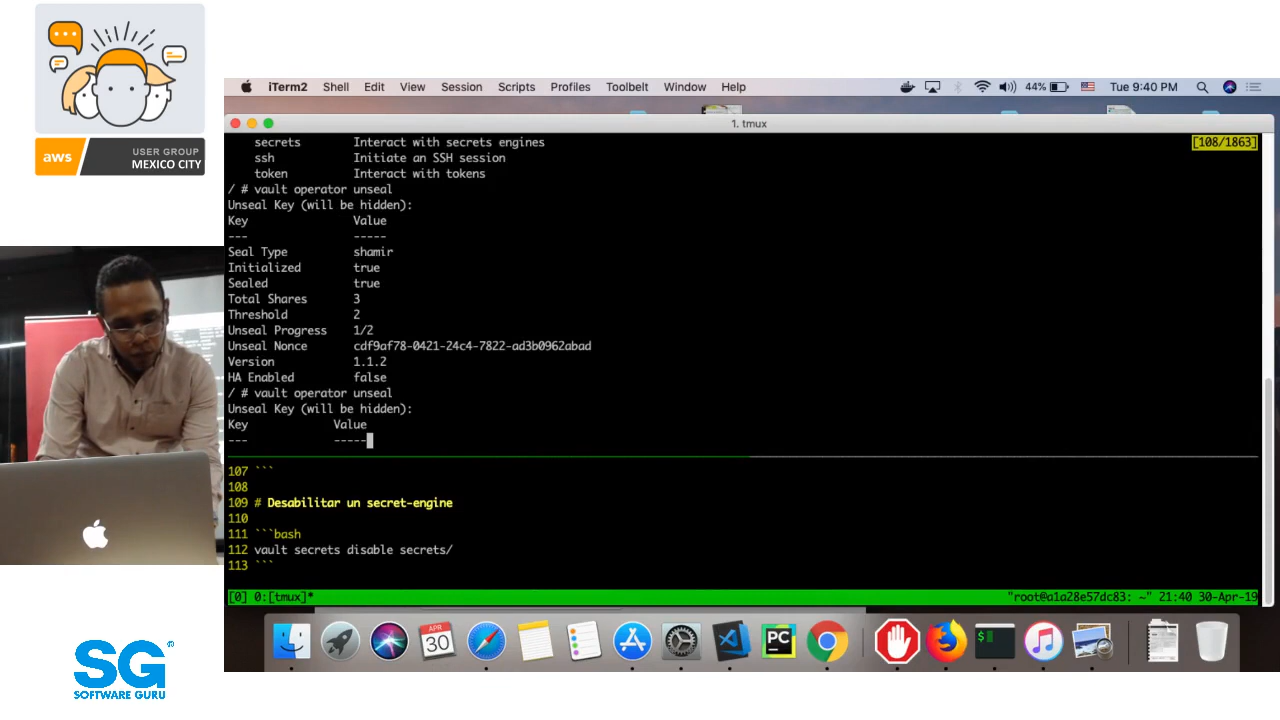 aws
USER GROUP
MEXICO CITY
iTerm2 Shell Edit View Session Scripts Profiles Toolbelt Window Help 44% Tue 9:40 PM
1. tmux
[108/1863]
secrets Interact with secrets engines
ssh Initiate an SSH session
token Interact with tokens
/ # vault operator unseal
Unseal Key (will be hidden):
Key Value
--- -----
Seal Type shamir
Initialized true
Sealed true
Total Shares 3
Threshold 2
Unseal Progress 1/2
Unseal Nonce cdf9af78-0421-24c4-7822-ad3b0962abad
Version 1.1.2
HA Enabled false
/ # vault operator unseal
Unseal Key (will be hidden):
Key Value
--- -----
107 ```
108
109 # Desabilitar un secret-engine
110
111 ```bash
112 vault secrets disable secrets/
113 ```
[0] 0:[tmux]* "root@a1a28e57dc83: ~" 21:40 30-Apr-19
APR
30
PC
$
SG
SOFTWARE GURU